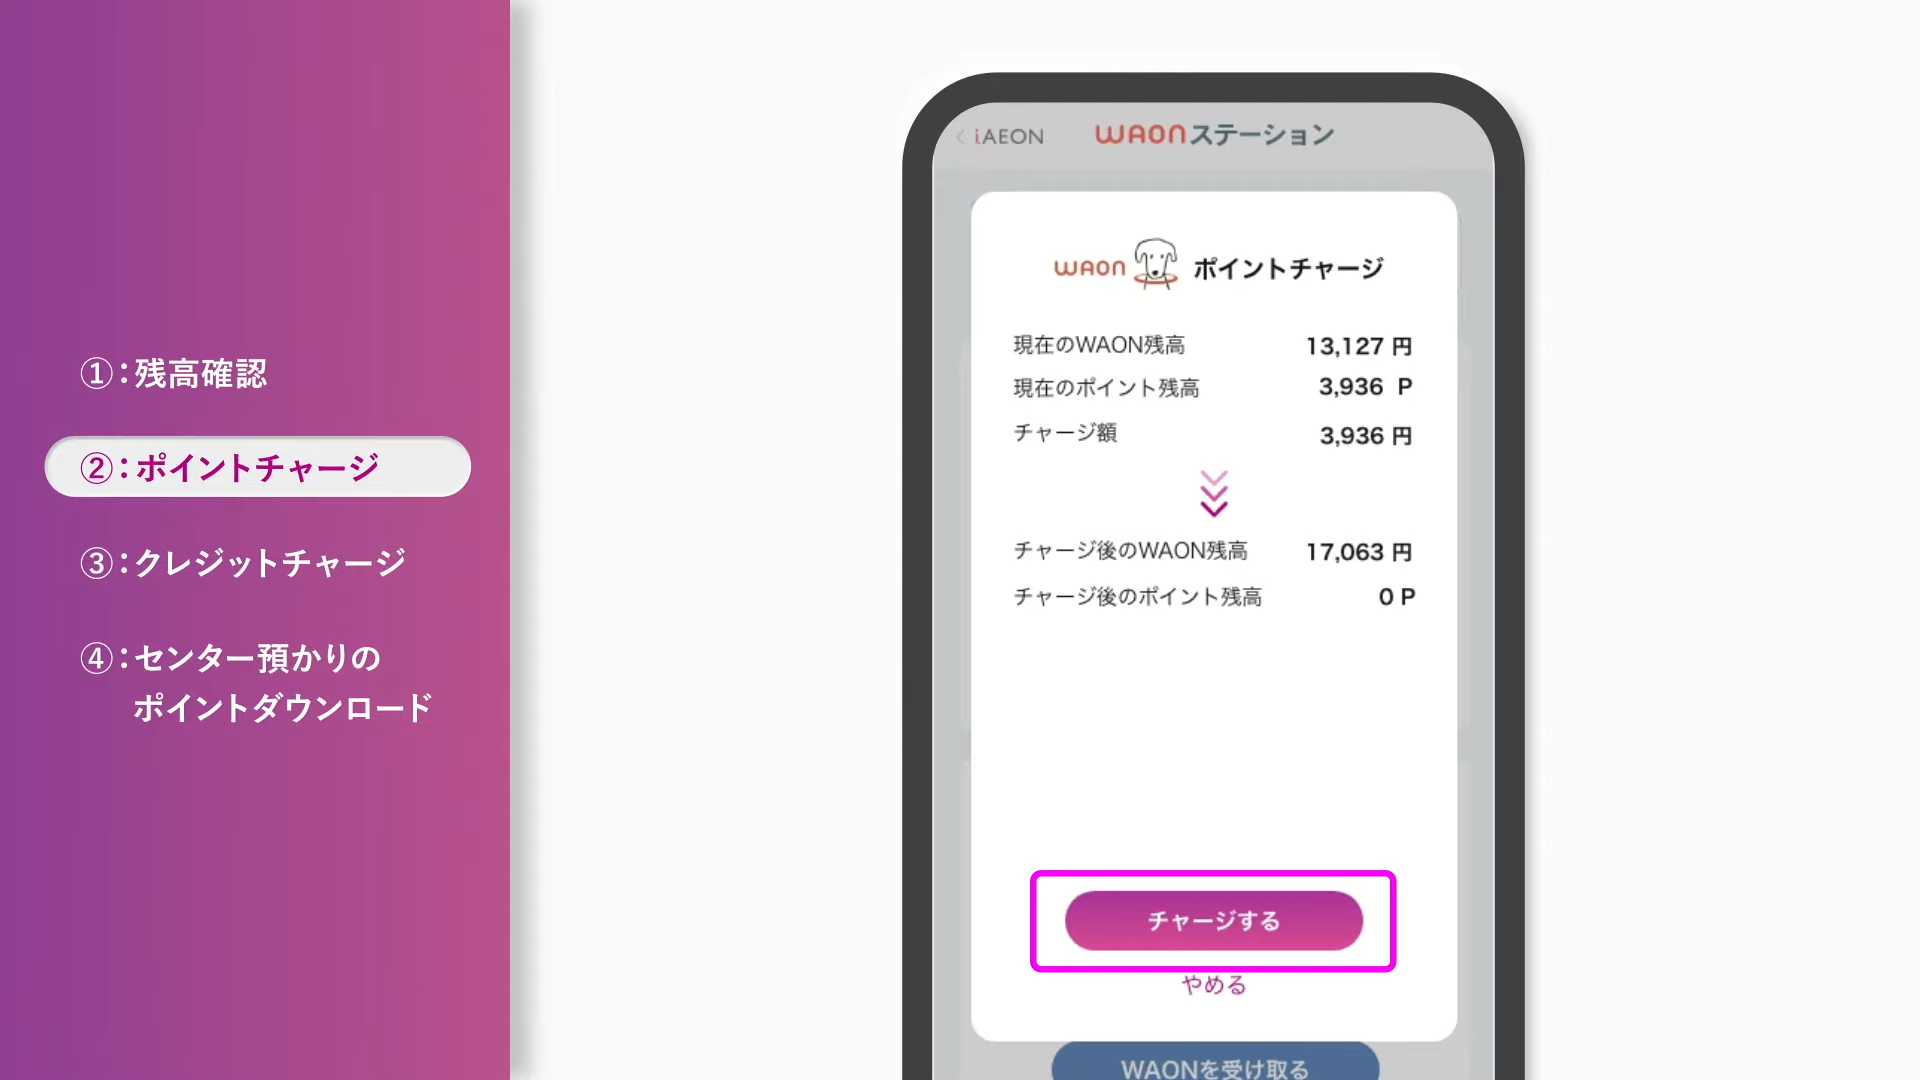 ①：残高確認
②：ポイントチャージ
③：クレジットチャージ
④：センター預かりの
ポイントダウンロード
iAEON WAONステーション
WAON ポイントチャージ
現在のWAON残高 13,127 円
現在のポイント残高 3,936 P
チャージ額 3,936 円
チャージ後のWAON残高 17,063 円
チャージ後のポイント残高 0 P
チャージする
やめる
WAONを受け取る